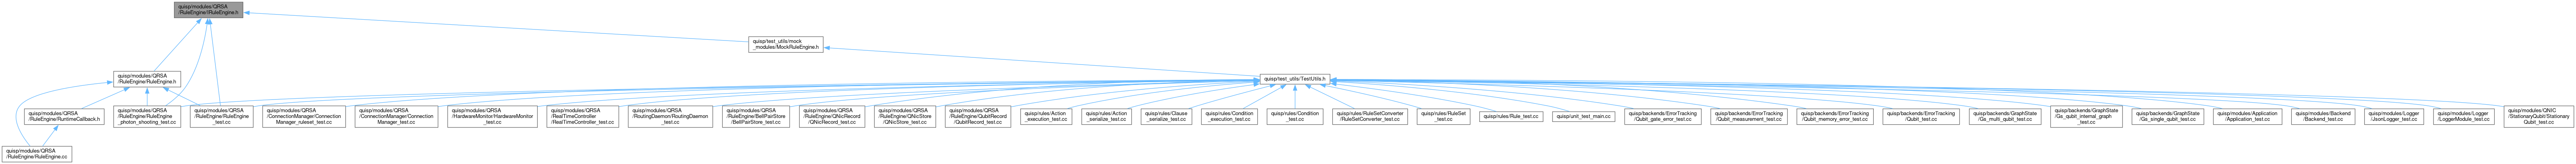 quisp/modules/QRSA
/RuleEngine/IRuleEngine.h
quisp/test_utils/mock
_modules/MockRuleEngine.h
quisp/modules/QRSA
/RuleEngine/RuleEngine.h
quisp/test_utils/TestUtils.h
quisp/modules/QRSA
/RuleEngine/RuntimeCallback.h
quisp/modules/QRSA
/RuleEngine/RuleEngine
_photon_shooting_test.cc
quisp/modules/QRSA
/RuleEngine/RuleEngine
_test.cc
quisp/modules/QRSA
/ConnectionManager/Connection
Manager_ruleset_test.cc
quisp/modules/QRSA
/ConnectionManager/Connection
Manager_test.cc
quisp/modules/QRSA
/HardwareMonitor/HardwareMonitor
_test.cc
quisp/modules/QRSA
/RealTimeController
/RealTimeController_test.cc
quisp/modules/QRSA
/RoutingDaemon/RoutingDaemon
_test.cc
quisp/modules/QRSA
/RuleEngine/BellPairStore
/BellPairStore_test.cc
quisp/modules/QRSA
/RuleEngine/QNicRecord
/QNicRecord_test.cc
quisp/modules/QRSA
/RuleEngine/QNicStore
/QNicStore_test.cc
quisp/modules/QRSA
/RuleEngine/QubitRecord
/QubitRecord_test.cc
quisp/rules/Action
_execution_test.cc
quisp/rules/Action
_serialize_test.cc
quisp/rules/Clause
_serialize_test.cc
quisp/rules/Condition
_execution_test.cc
quisp/rules/Condition
_test.cc
quisp/rules/RuleSetConverter
/RuleSetConverter_test.cc
quisp/rules/RuleSet
_test.cc
quisp/rules/Rule_test.cc
quisp/unit_test_main.cc
quisp/backends/ErrorTracking
/Qubit_gate_error_test.cc
quisp/backends/ErrorTracking
/Qubit_measurement_test.cc
quisp/backends/ErrorTracking
/Qubit_memory_error_test.cc
quisp/backends/ErrorTracking
/Qubit_test.cc
quisp/backends/GraphState
/Gs_multi_qubit_test.cc
quisp/backends/GraphState
/Gs_qubit_internal_graph
_test.cc
quisp/backends/GraphState
/Gs_single_qubit_test.cc
quisp/modules/Application
/Application_test.cc
quisp/modules/Backend
/Backend_test.cc
quisp/modules/Logger
/JsonLogger_test.cc
quisp/modules/Logger
/LoggerModule_test.cc
quisp/modules/QNIC
/StationaryQubit/Stationary
Qubit_test.cc
quisp/modules/QRSA
/RuleEngine/RuleEngine.cc